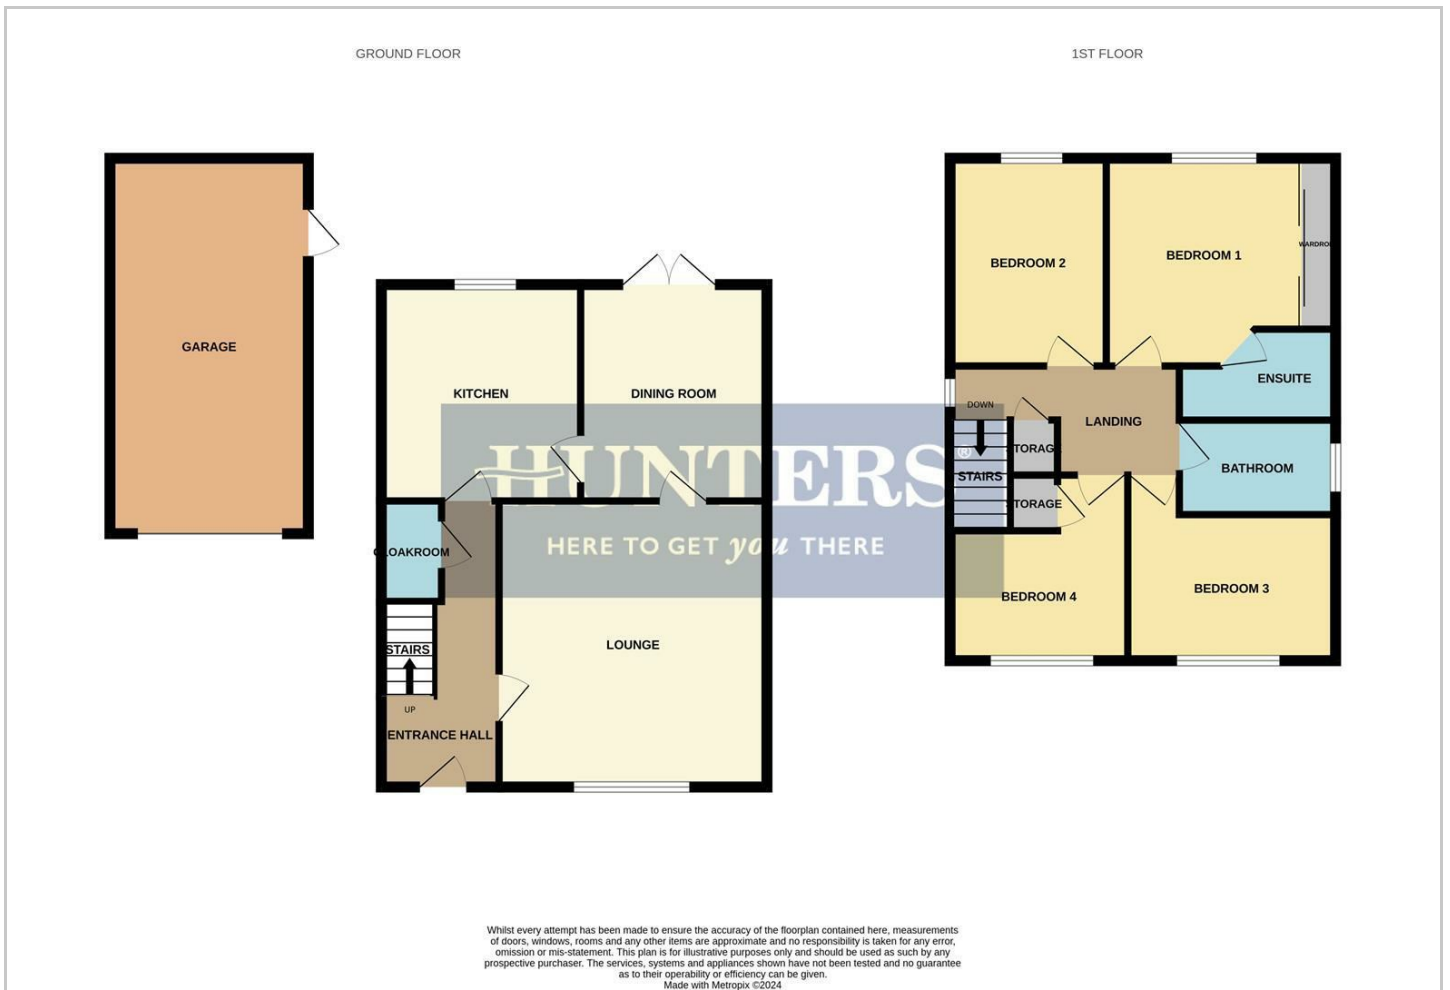 GROUND FLOOR
1ST FLOOR
GARAGE
KITCHEN
DINING ROOM
CLOAKROOM
STAIRS
UP
ENTRANCE HALL
LOUNGE
BEDROOM 2
BEDROOM 1
WARDROB
ENSUITE
DOWN
LANDING
STORAGE
BATHROOM
STAIRS
STORAGE
BEDROOM 4
BEDROOM 3
HUNTERS®
HERE TO GET you THERE
Whilst every attempt has been made to ensure the accuracy of the floorplan contained here, measurements
of doors, windows, rooms and any other items are approximate and no responsibility is taken for any error,
omission or mis-statement. This plan is for illustrative purposes only and should be used as such by any
prospective purchaser. The services, systems and appliances shown have not been tested and no guarantee
as to their operability or efficiency can be given.
Made with Metropix ©2024